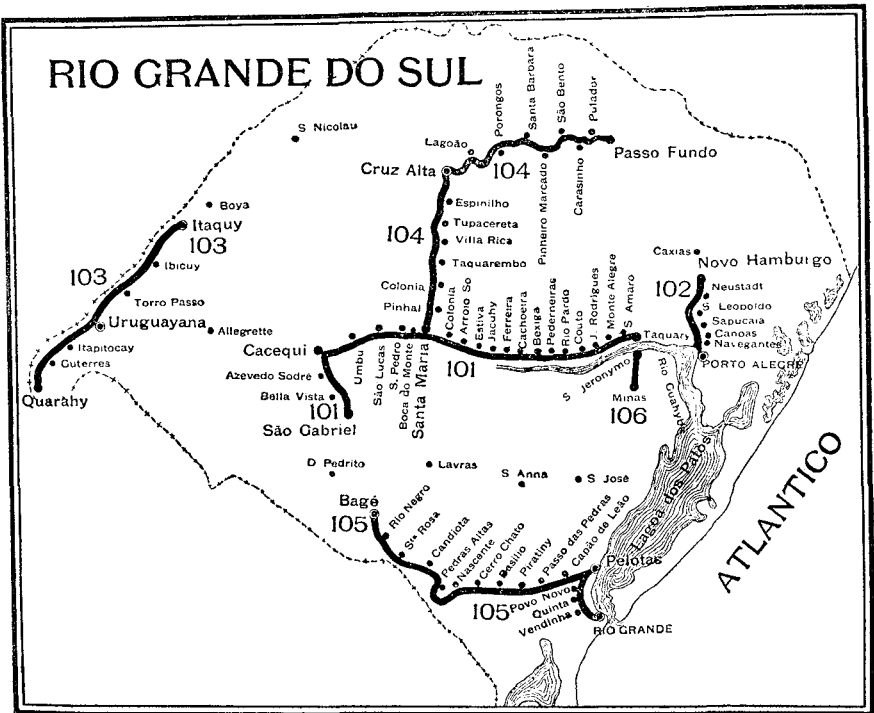 RIO GRANDE DO SUL
S Nicolau
Lagoão
Porongos
Santa Barbara
São Bento
Pulador
Passo Fundo
Cruz Alta
104
Pinheiro Marcado
Carasinho
Boya
Itaquy
103
Espinilho
Tupacereta
104
Villa Rica
Taquarembo
Caxias
Novo Hamburgo
103
Ibicuy
Torro Passo
Uruguayana
Allegrette
Colonia
Pinhal
102
Neustadt
S Leopoldo
Sapucaia
Canoas
Navegantes
PORTO ALEGRE
Itapitocay
Guterres
Quarahy
Cacequi
Umbu
São Lucas
S. Pedro
Boca do Monte
Santa Maria
Colonia
Arroio So
Estiva
Jacuhy
Ferreira
Cachoeira
Boxiga
Pederneiras
Rio Pardo
Couto
J. Rodrigues
Monte Alegre
S Amaro
Taquary
101
Azevedo Sodré
Bella Vista
101
São Gabriel
S Jeronymo
Minas
106
Rio Guahyba
D Pedrito
Lavras
S Anna
S José
Lagoa dos Patos
ATLANTICO
Bagé
105
Rio Negro
Sta Rosa
Candiota
Pedras Altas
Nascente
Cerro Chato
Basilio
Piratiny
Passo das Pedras
Capão de Leão
Pelotas
105
Povo Novo
Quinta
Vendinha
RIO GRANDE